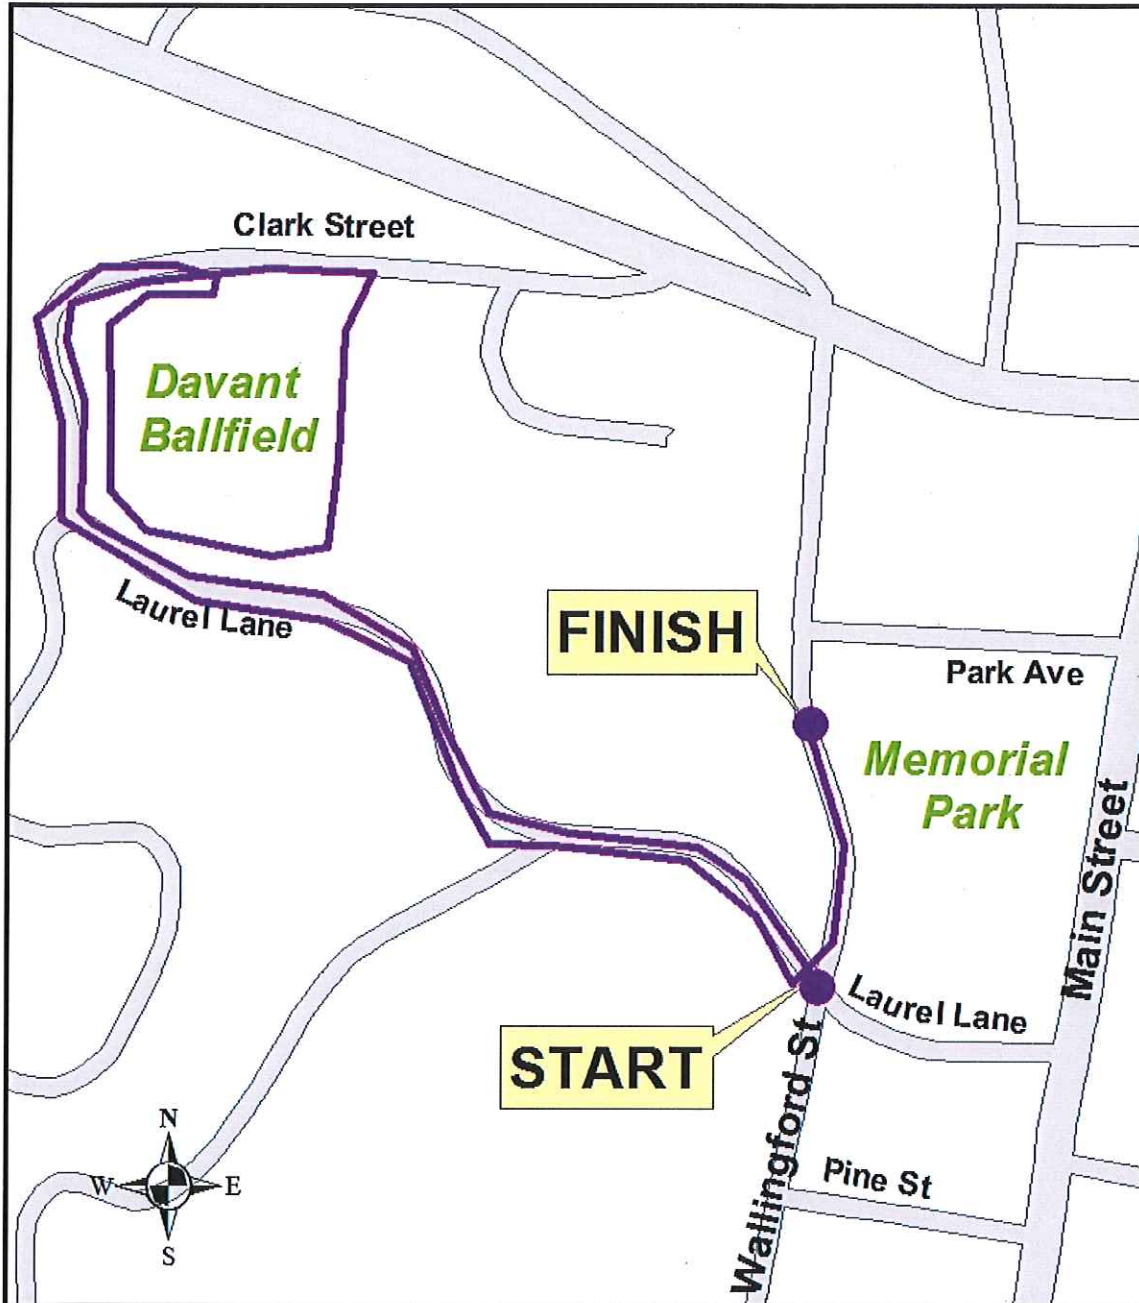 Clark Street
Davant
Ballfield
Laurel Lane
FINISH
Park Ave
Memorial
Park
Main Street
Laurel Lane
START
Wallingford St
Pine St
N
W
E
S